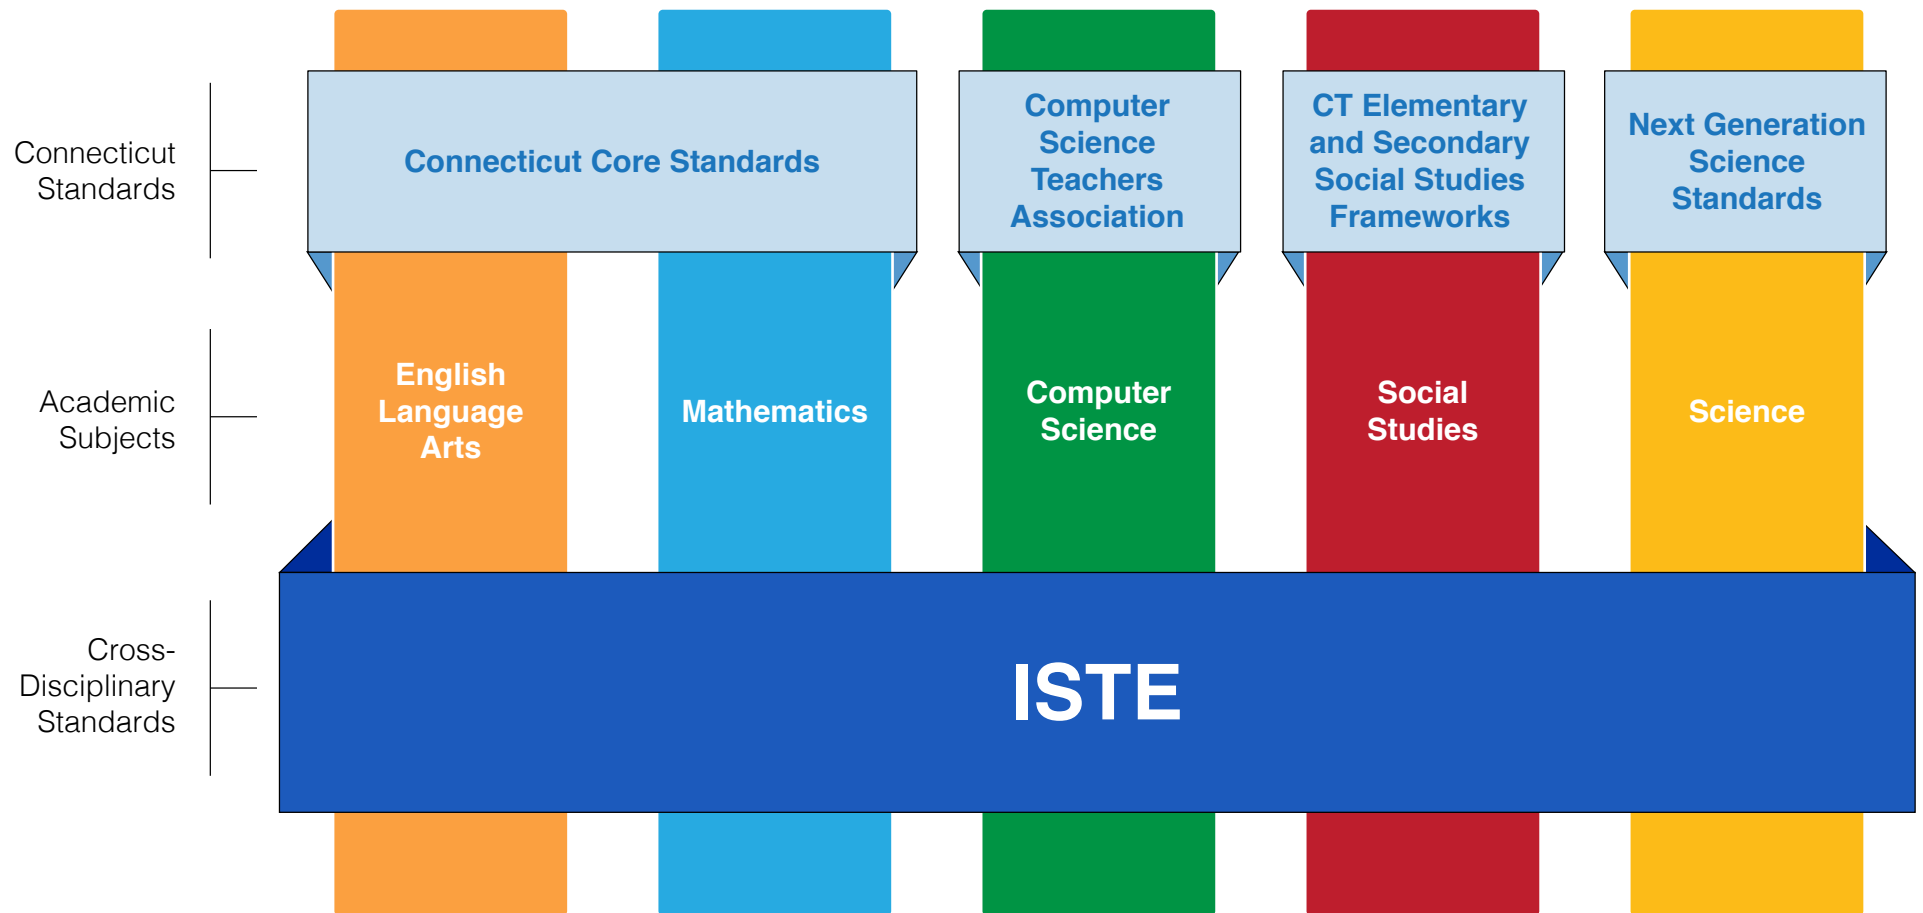 Connecticut
Standards
Connecticut Core Standards
Computer
Science
Teachers
Association
CT Elementary
and Secondary
Social Studies
Frameworks
Next Generation
Science
Standards
Academic
Subjects
English
Language
Arts
Mathematics
Computer
Science
Social
Studies
Science
Cross-
Disciplinary
Standards
ISTE